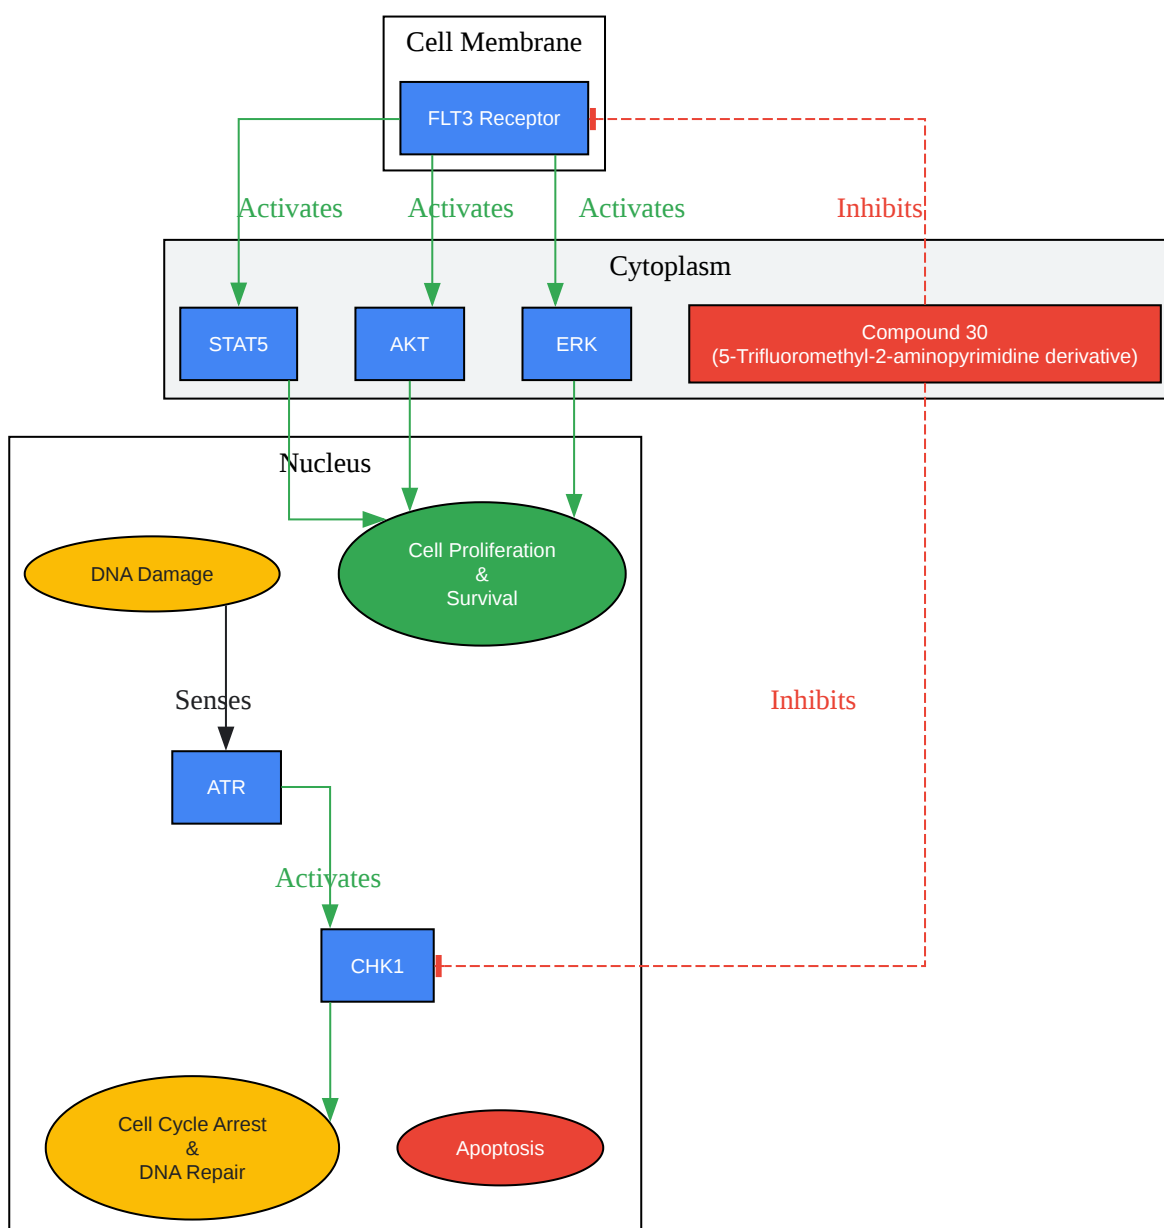 Cell Membrane
FLT3 Receptor
Activates
Activates
Activates
Inhibits
Cytoplasm
STAT5
AKT
ERK
Compound 30
(5-Trifluoromethyl-2-aminopyrimidine derivative)
Nucleus
DNA Damage
Cell Proliferation
&
Survival
Senses
Inhibits
ATR
Activates
CHK1
Cell Cycle Arrest
&
DNA Repair
Apoptosis